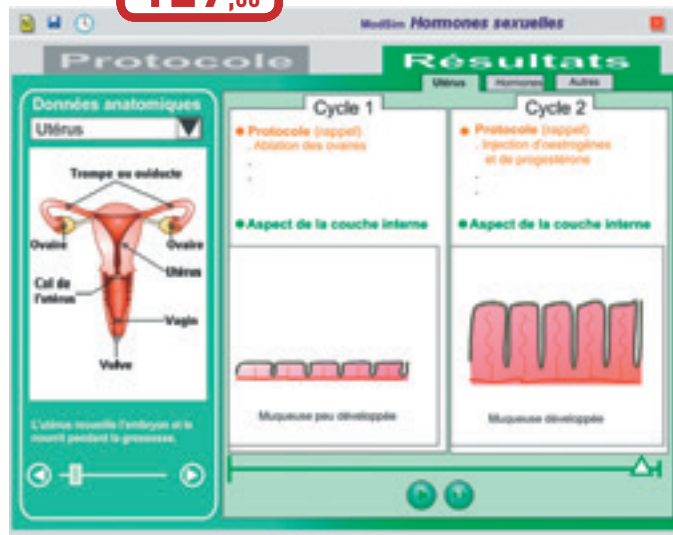 ModSim Hormones sexuelles
Protocole
Résultats
Utérus
Hormones
Autres
Données anatomiques
Utérus
Trompe ou oviducte
Ovaire
Ovaire
Utérus
Col de
l'utérus
Vagin
Vulve
L'utérus recueille l'embryon et le
nourrit pendant la grossesse.
Cycle 1
Protocole (rappel)
. Ablation des ovaires
Aspect de la couche interne
Muqueuse peu développée
Cycle 2
Protocole (rappel)
. Injection d'oestrogènes
et de progestérone
Aspect de la couche interne
Muqueuse développée